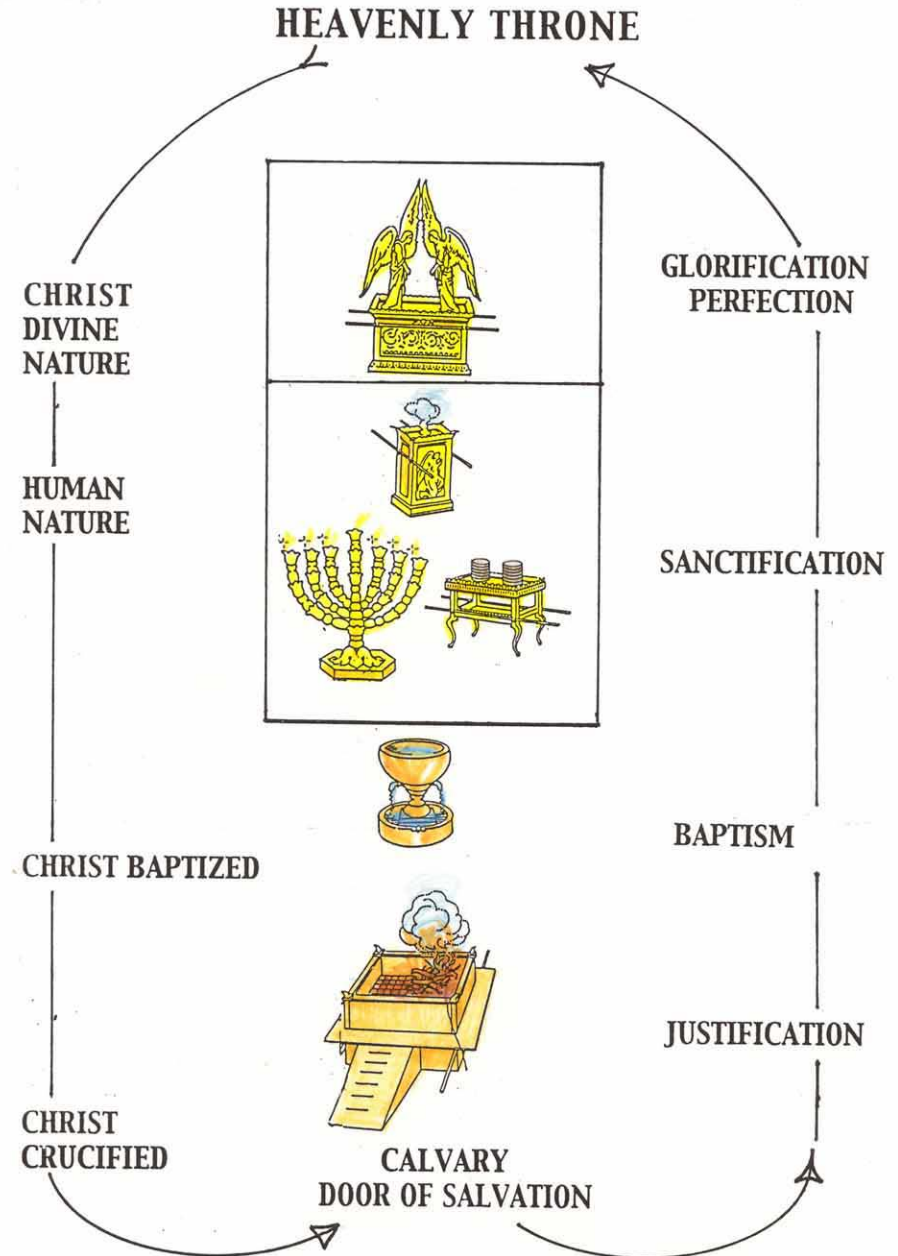 HEAVENLY THRONE
CHRIST
DIVINE
NATURE
HUMAN
NATURE
CHRIST BAPTIZED
CHRIST
CRUCIFIED
CALVARY
DOOR OF SALVATION
JUSTIFICATION
BAPTISM
SANCTIFICATION
GLORIFICATION
PERFECTION